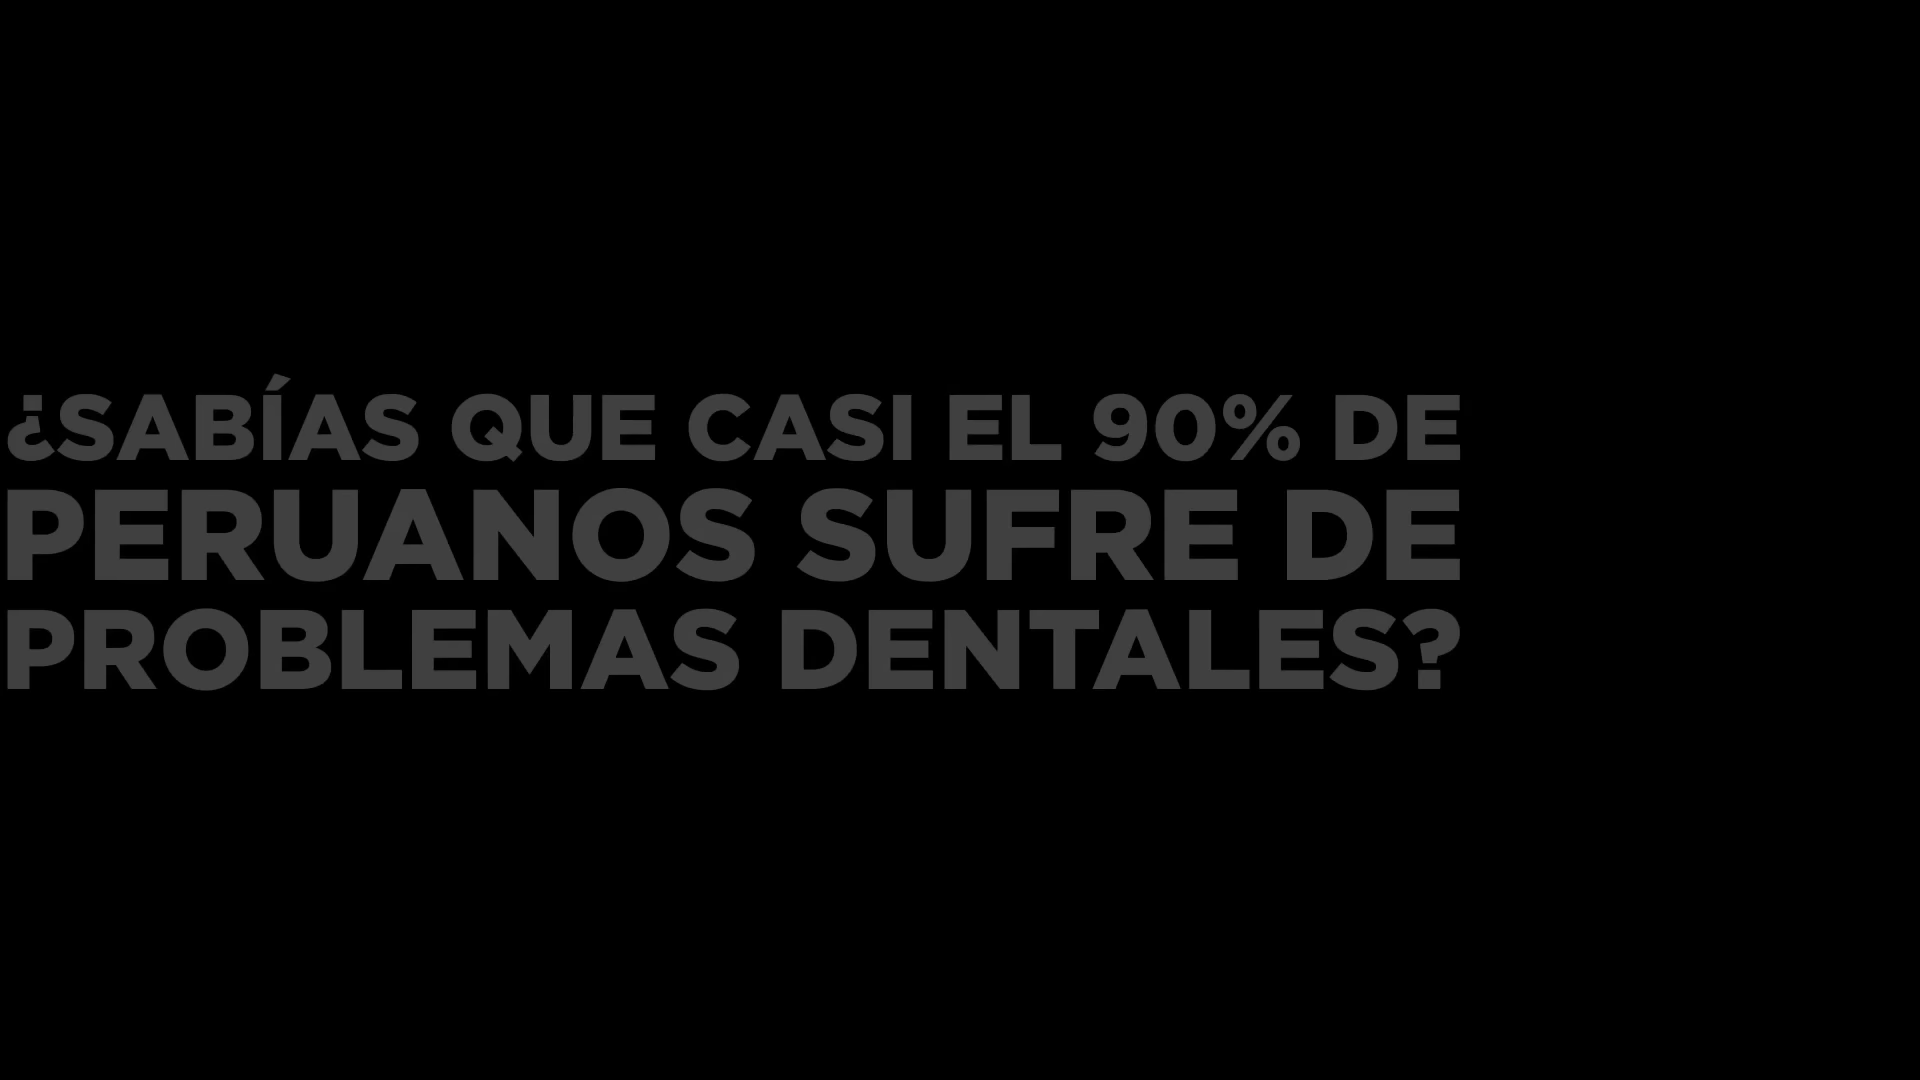 ¿SABÍAS QUE CASI EL 90% DE
PERUANOS SUFRE DE
PROBLEMAS DENTALES?